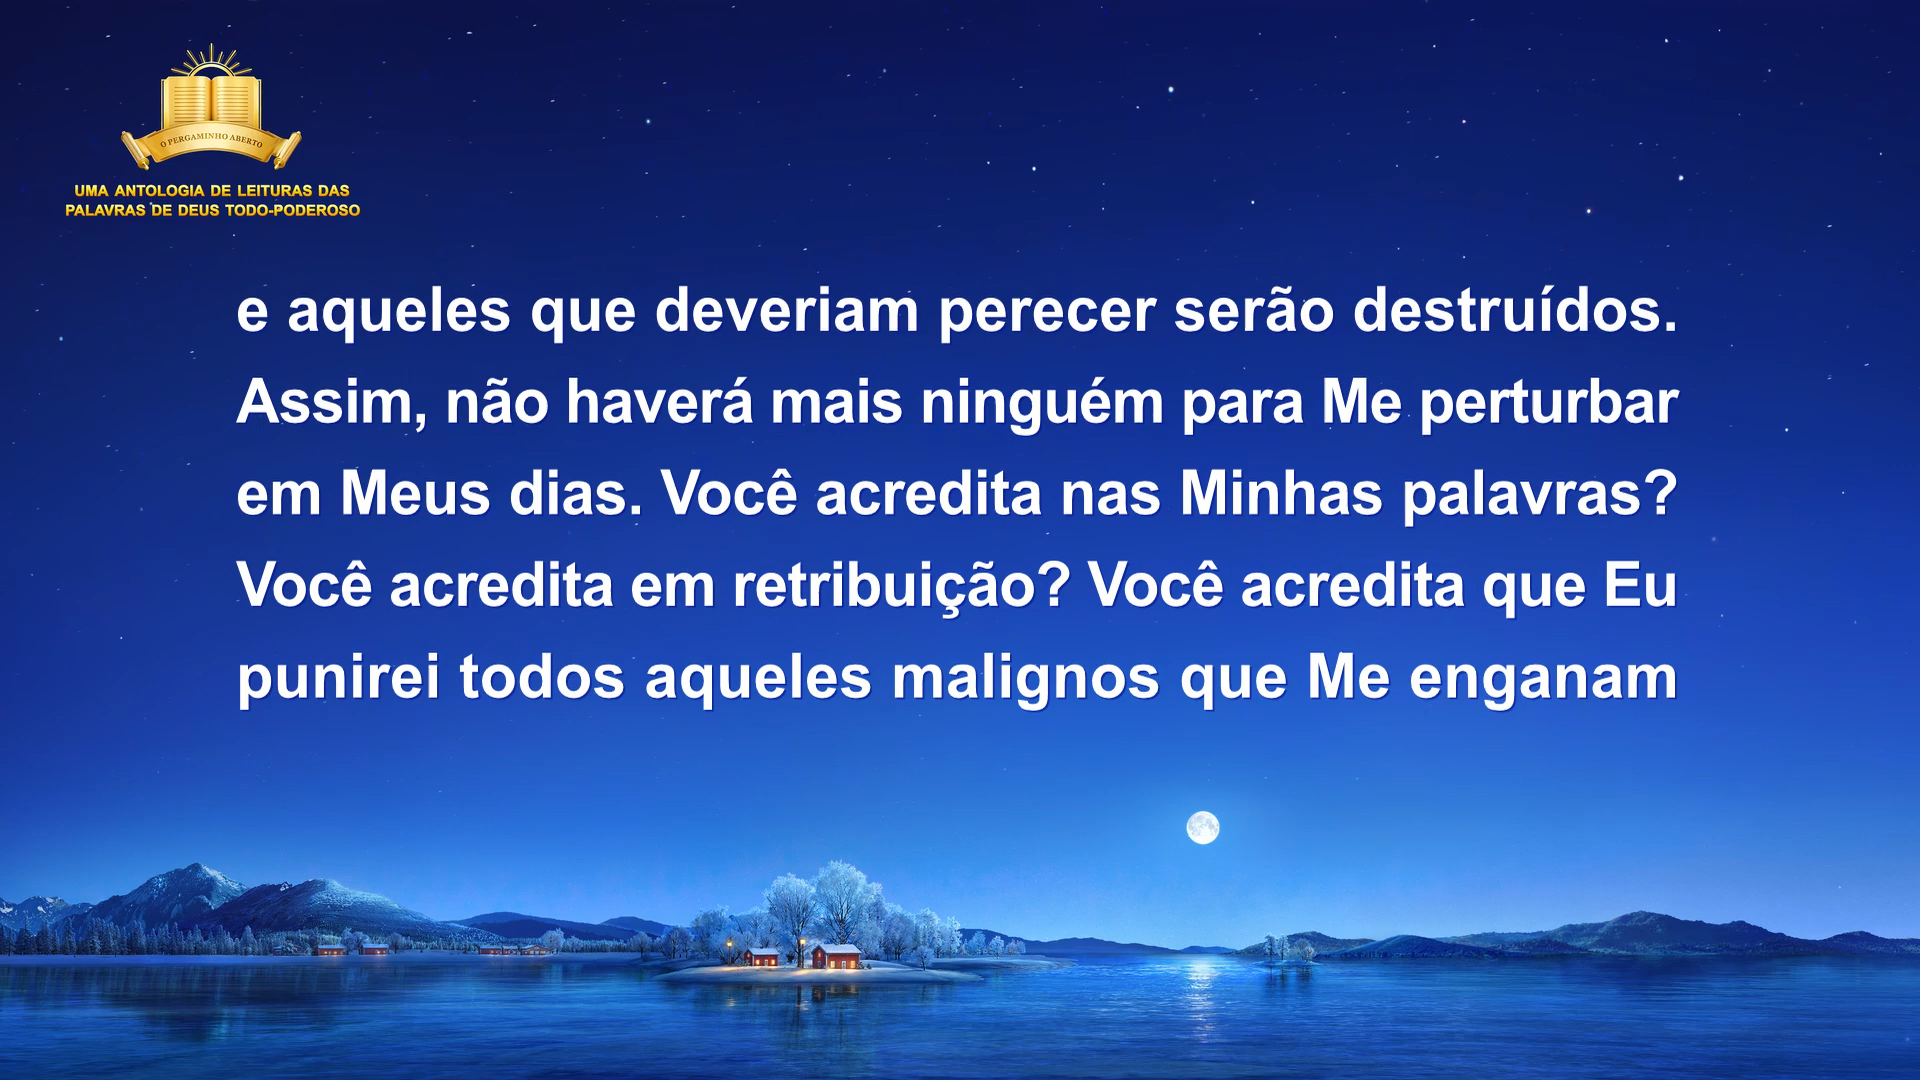 O PERGAMINHO ABERTO
UMA ANTOLOGIA DE LEITURAS DAS
PALAVRAS DE DEUS TODO-PODEROSO
e aqueles que deveriam perecer serão destruídos.
Assim, não haverá mais ninguém para Me perturbar
em Meus dias. Você acredita nas Minhas palavras?
Você acredita em retribuição? Você acredita que Eu
punirei todos aqueles malignos que Me enganam